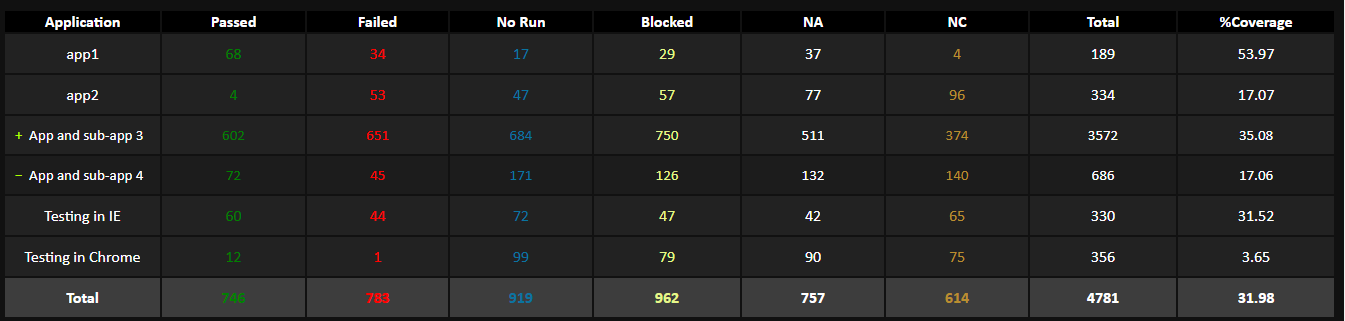 Application Passed Failed No Run Blocked NA NC Total %Coverage
app1 68 34 17 29 37 4 189 53.97
app2 4 53 47 57 77 96 334 17.07
+ App and sub-app 3 602 651 684 750 511 374 3572 35.08
− App and sub-app 4 72 45 171 126 132 140 686 17.06
Testing in IE 60 44 72 47 42 65 330 31.52
Testing in Chrome 12 1 99 79 90 75 356 3.65
Total 746 783 919 962 757 614 4781 31.98